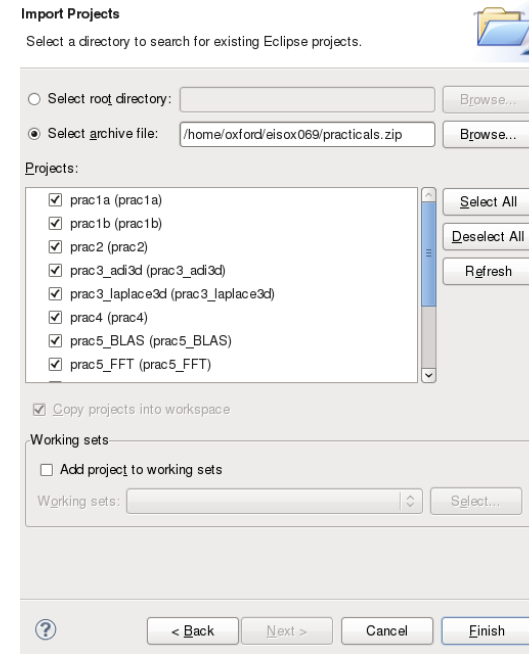 Import Projects
Select a directory to search for existing Eclipse projects.
Select root directory: Browse...
Select archive file: /home/oxford/eisox069/practicals.zip Browse...
Projects:
prac1a (prac1a)
prac1b (prac1b)
prac2 (prac2)
prac3_adi3d (prac3_adi3d)
prac3_laplace3d (prac3_laplace3d)
prac4 (prac4)
prac5_BLAS (prac5_BLAS)
prac5_FFT (prac5_FFT)
Select All
Deselect All
Refresh
Copy projects into workspace
Working sets
Add project to working sets
Working sets: Select...
? < Back Next > Cancel Finish